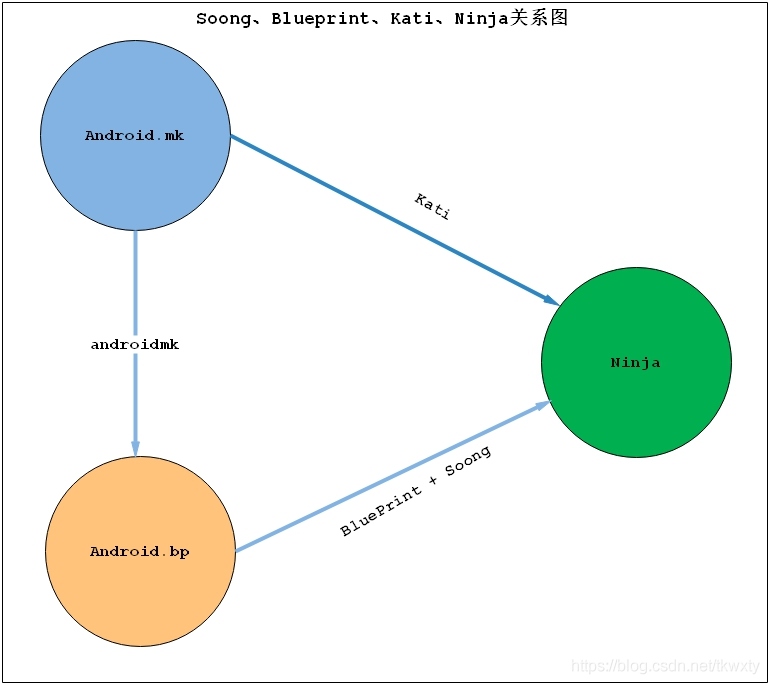 Soong、Blueprint、Kati、Ninja关系图
Android.mk
Kati
androidmk
Ninja
BluePrint + Soong
Android.bp
https://blog.csdn.net/tkwxty